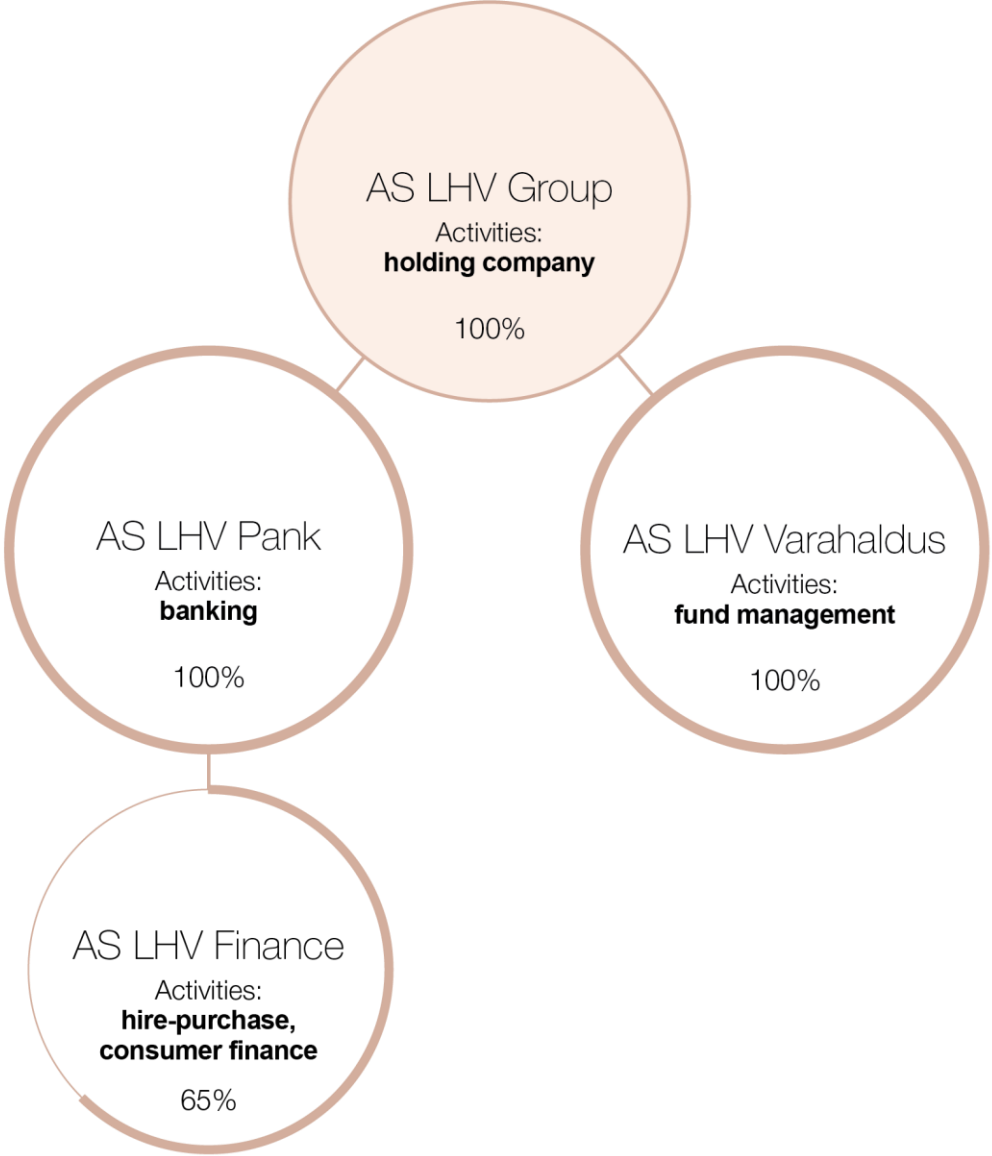 AS LHV Group
Activities:
holding company
100%
AS LHV Pank
Activities:
banking
100%
AS LHV Varahaldus
Activities:
fund management
100%
AS LHV Finance
Activities:
hire-purchase,
consumer finance
65%